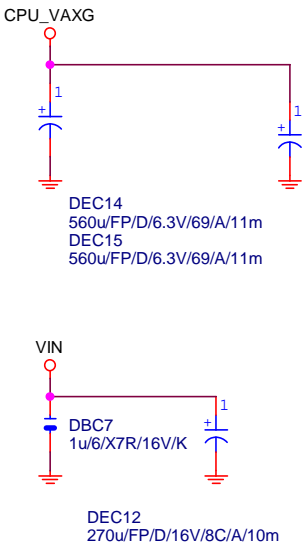 CPU_VAXG
1
+
1
+
DEC14
560u/FP/D/6.3V/69/A/11m
DEC15
560u/FP/D/6.3V/69/A/11m
VIN
1
+
DBC7
1u/6/X7R/16V/K
DEC12
270u/FP/D/16V/8C/A/10m